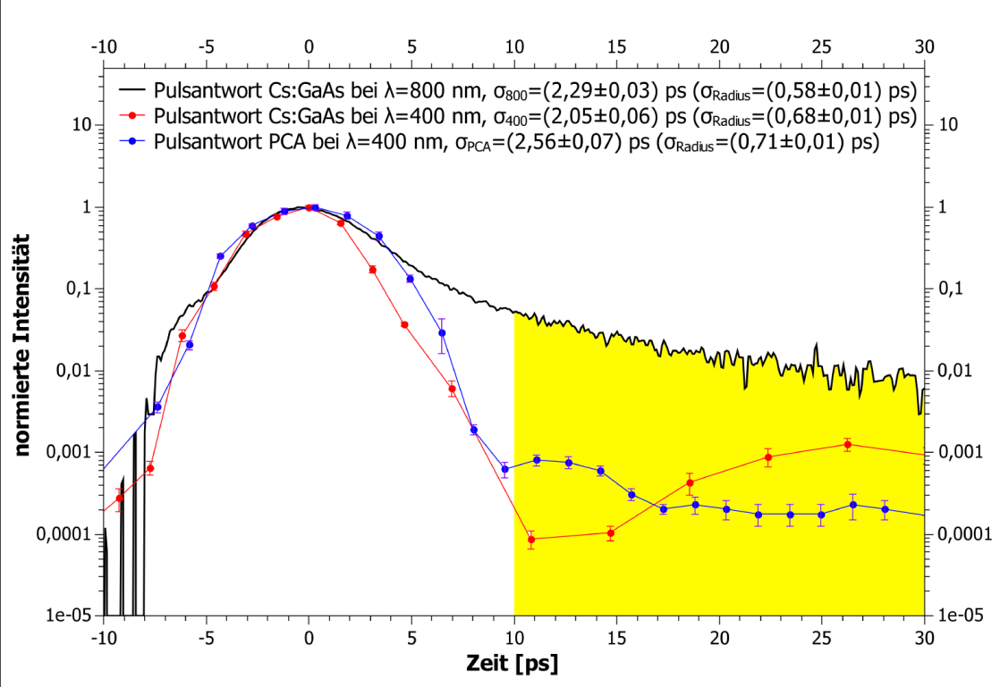 -10 -5 0 5 10 15 20 25 30
Pulsantwort Cs:GaAs bei λ=800 nm, σ800=(2,29±0,03) ps (σRadius=(0,58±0,01) ps)
Pulsantwort Cs:GaAs bei λ=400 nm, σ400=(2,05±0,06) ps (σRadius=(0,68±0,01) ps)
Pulsantwort PCA bei λ=400 nm, σPCA=(2,56±0,07) ps (σRadius=(0,71±0,01) ps)
normierte Intensität
10 10
1 1
0,1 0,1
0,01 0,01
0,001 0,001
0,0001 0,0001
1e-05 1e-05
-10 -5 0 5 10 15 20 25 30
Zeit [ps]